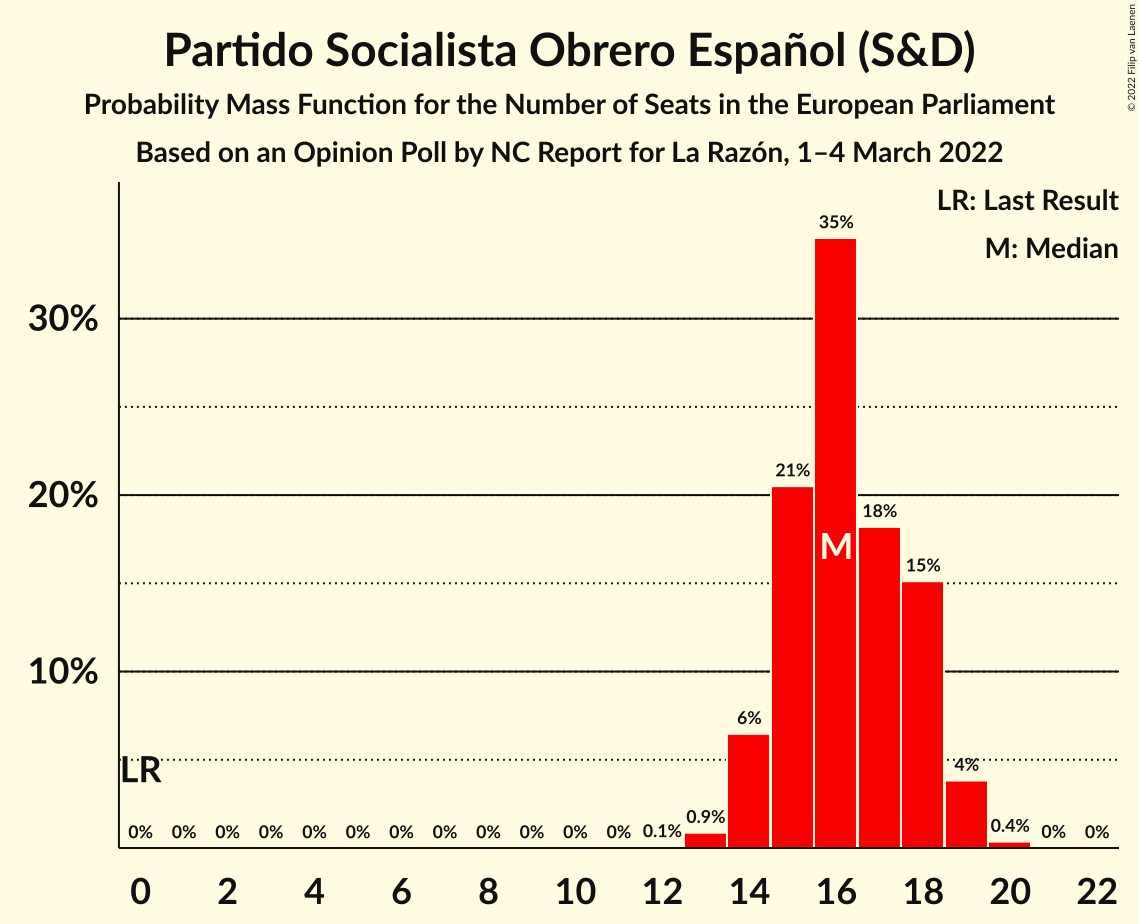 Partido Socialista Obrero Español (S&D)
Probability Mass Function for the Number of Seats in the European Parliament
Based on an Opinion Poll by NC Report for La Razón, 1–4 March 2022
© 2022 Filip van Laenen
LR: Last Result
M: Median
30%
20%
10%
35%
21%
18%
15%
6%
4%
0.9%
0.4%
M
LR
0% 0% 0% 0% 0% 0% 0% 0% 0% 0% 0% 0% 0.1% 0% 0%
0 2 4 6 8 10 12 14 16 18 20 22